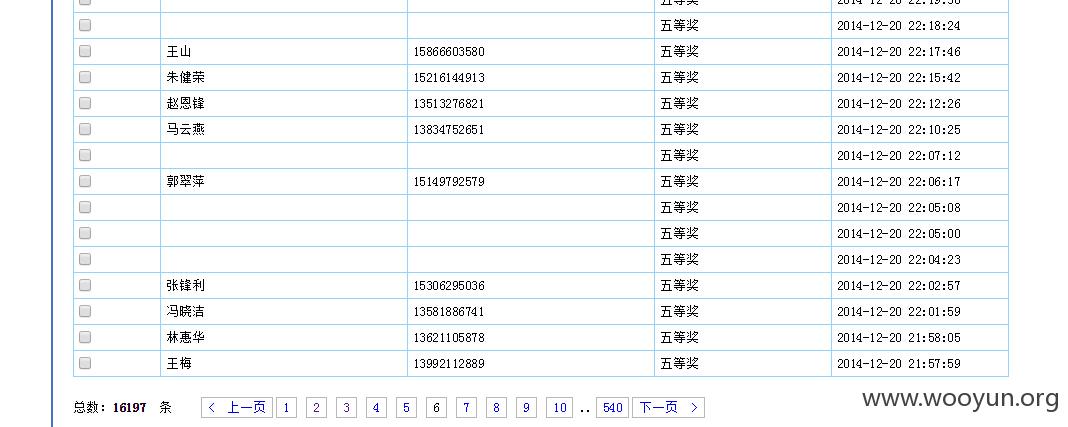 五等奖 2014-12-20 22:19:56
五等奖 2014-12-20 22:18:24
王山 15866603580 五等奖 2014-12-20 22:17:46
朱健荣 15216144913 五等奖 2014-12-20 22:15:42
赵恩锋 13513276821 五等奖 2014-12-20 22:12:26
马云燕 13834752651 五等奖 2014-12-20 22:10:25
五等奖 2014-12-20 22:07:12
郭翠萍 15149792579 五等奖 2014-12-20 22:06:17
五等奖 2014-12-20 22:05:08
五等奖 2014-12-20 22:05:00
五等奖 2014-12-20 22:04:23
张锋利 15306295036 五等奖 2014-12-20 22:02:57
冯晓洁 13581886741 五等奖 2014-12-20 22:01:59
林惠华 13621105878 五等奖 2014-12-20 21:58:05
王梅 13992112889 五等奖 2014-12-20 21:57:59
总数：16197 条 < 上一页 1 2 3 4 5 6 7 8 9 10 .. 540 下一页 >
www.wooyun.org